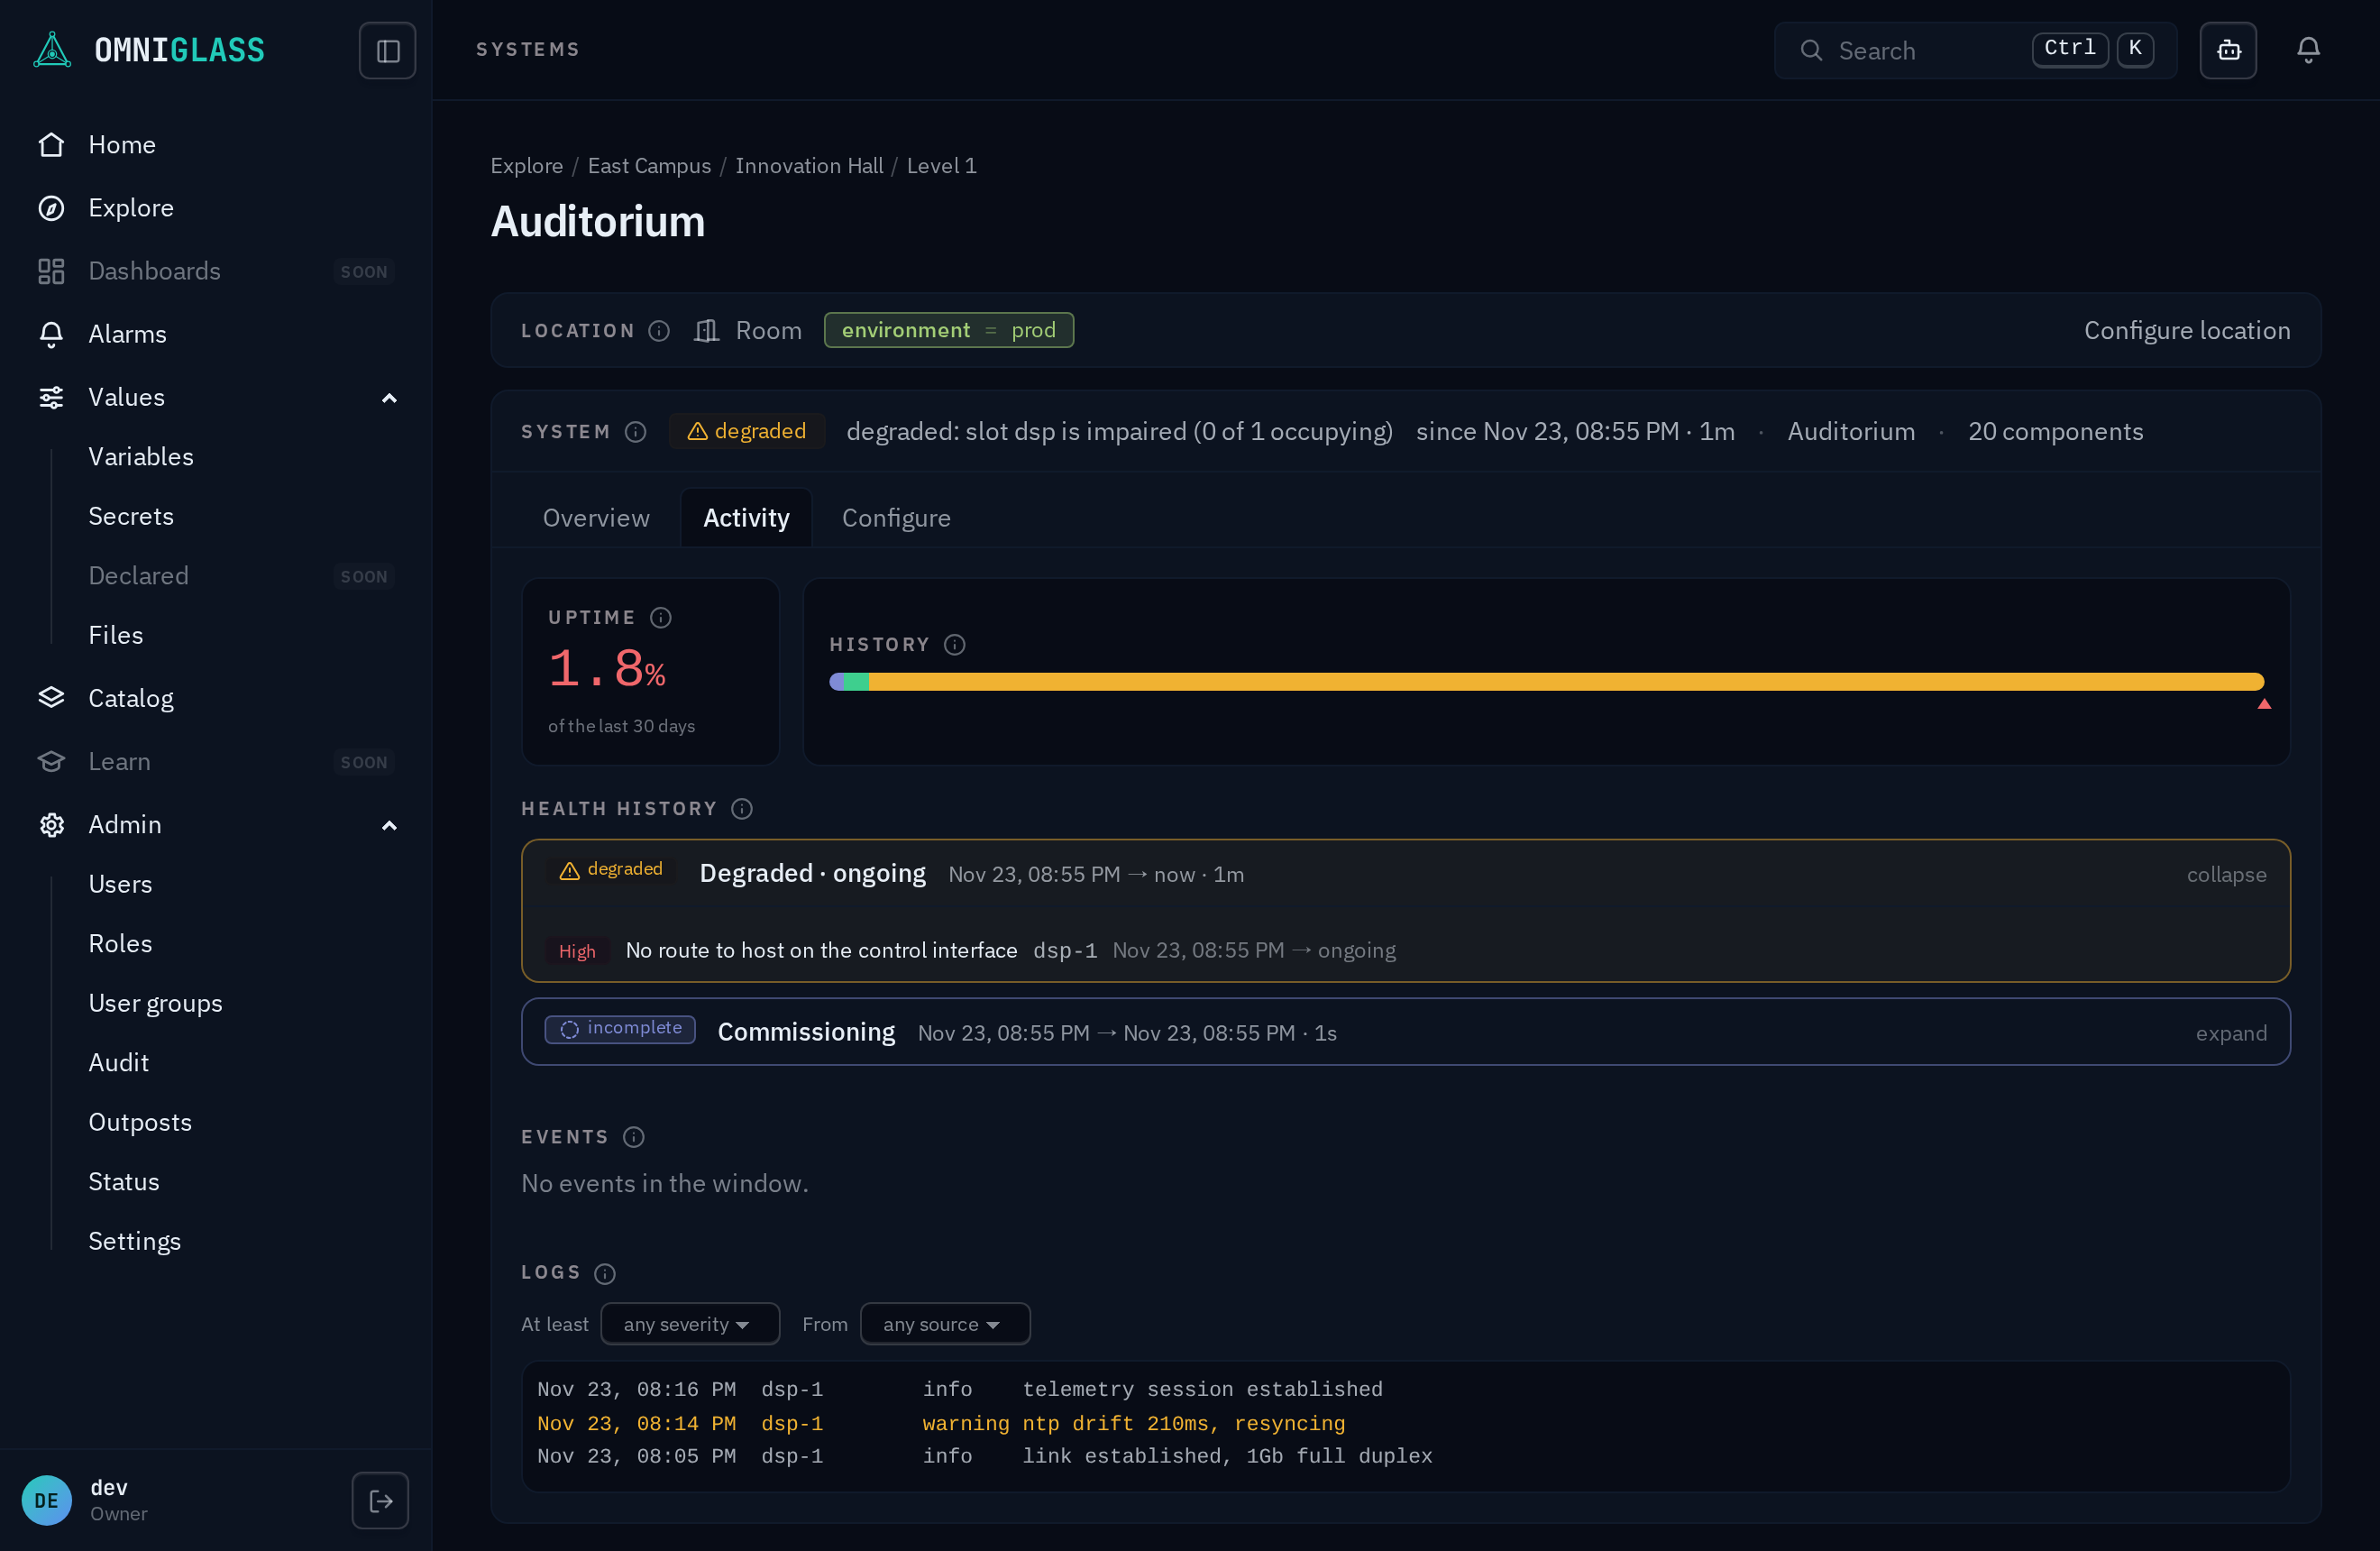 OMNIGLASS
Home
Explore
Dashboards SOON
Alarms
Values
Variables
Secrets
Declared SOON
Files
Catalog
Learn SOON
Admin
Users
Roles
User groups
Audit
Outposts
Status
Settings
DE dev
Owner
SYSTEMS
Search Ctrl K
Explore / East Campus / Innovation Hall / Level 1
Auditorium
LOCATION Room environment = prod Configure location
SYSTEM degraded degraded: slot dsp is impaired (0 of 1 occupying) since Nov 23, 08:55 PM · 1m · Auditorium · 20 components
Overview Activity Configure
UPTIME
1.8%
of the last 30 days
HISTORY
HEALTH HISTORY
degraded Degraded · ongoing Nov 23, 08:55 PM → now · 1m collapse
High No route to host on the control interface dsp-1 Nov 23, 08:55 PM → ongoing
incomplete Commissioning Nov 23, 08:55 PM → Nov 23, 08:55 PM · 1s expand
EVENTS
No events in the window.
LOGS
At least any severity From any source
Nov 23, 08:16 PM dsp-1 info telemetry session established
Nov 23, 08:14 PM dsp-1 warning ntp drift 210ms, resyncing
Nov 23, 08:05 PM dsp-1 info link established, 1Gb full duplex